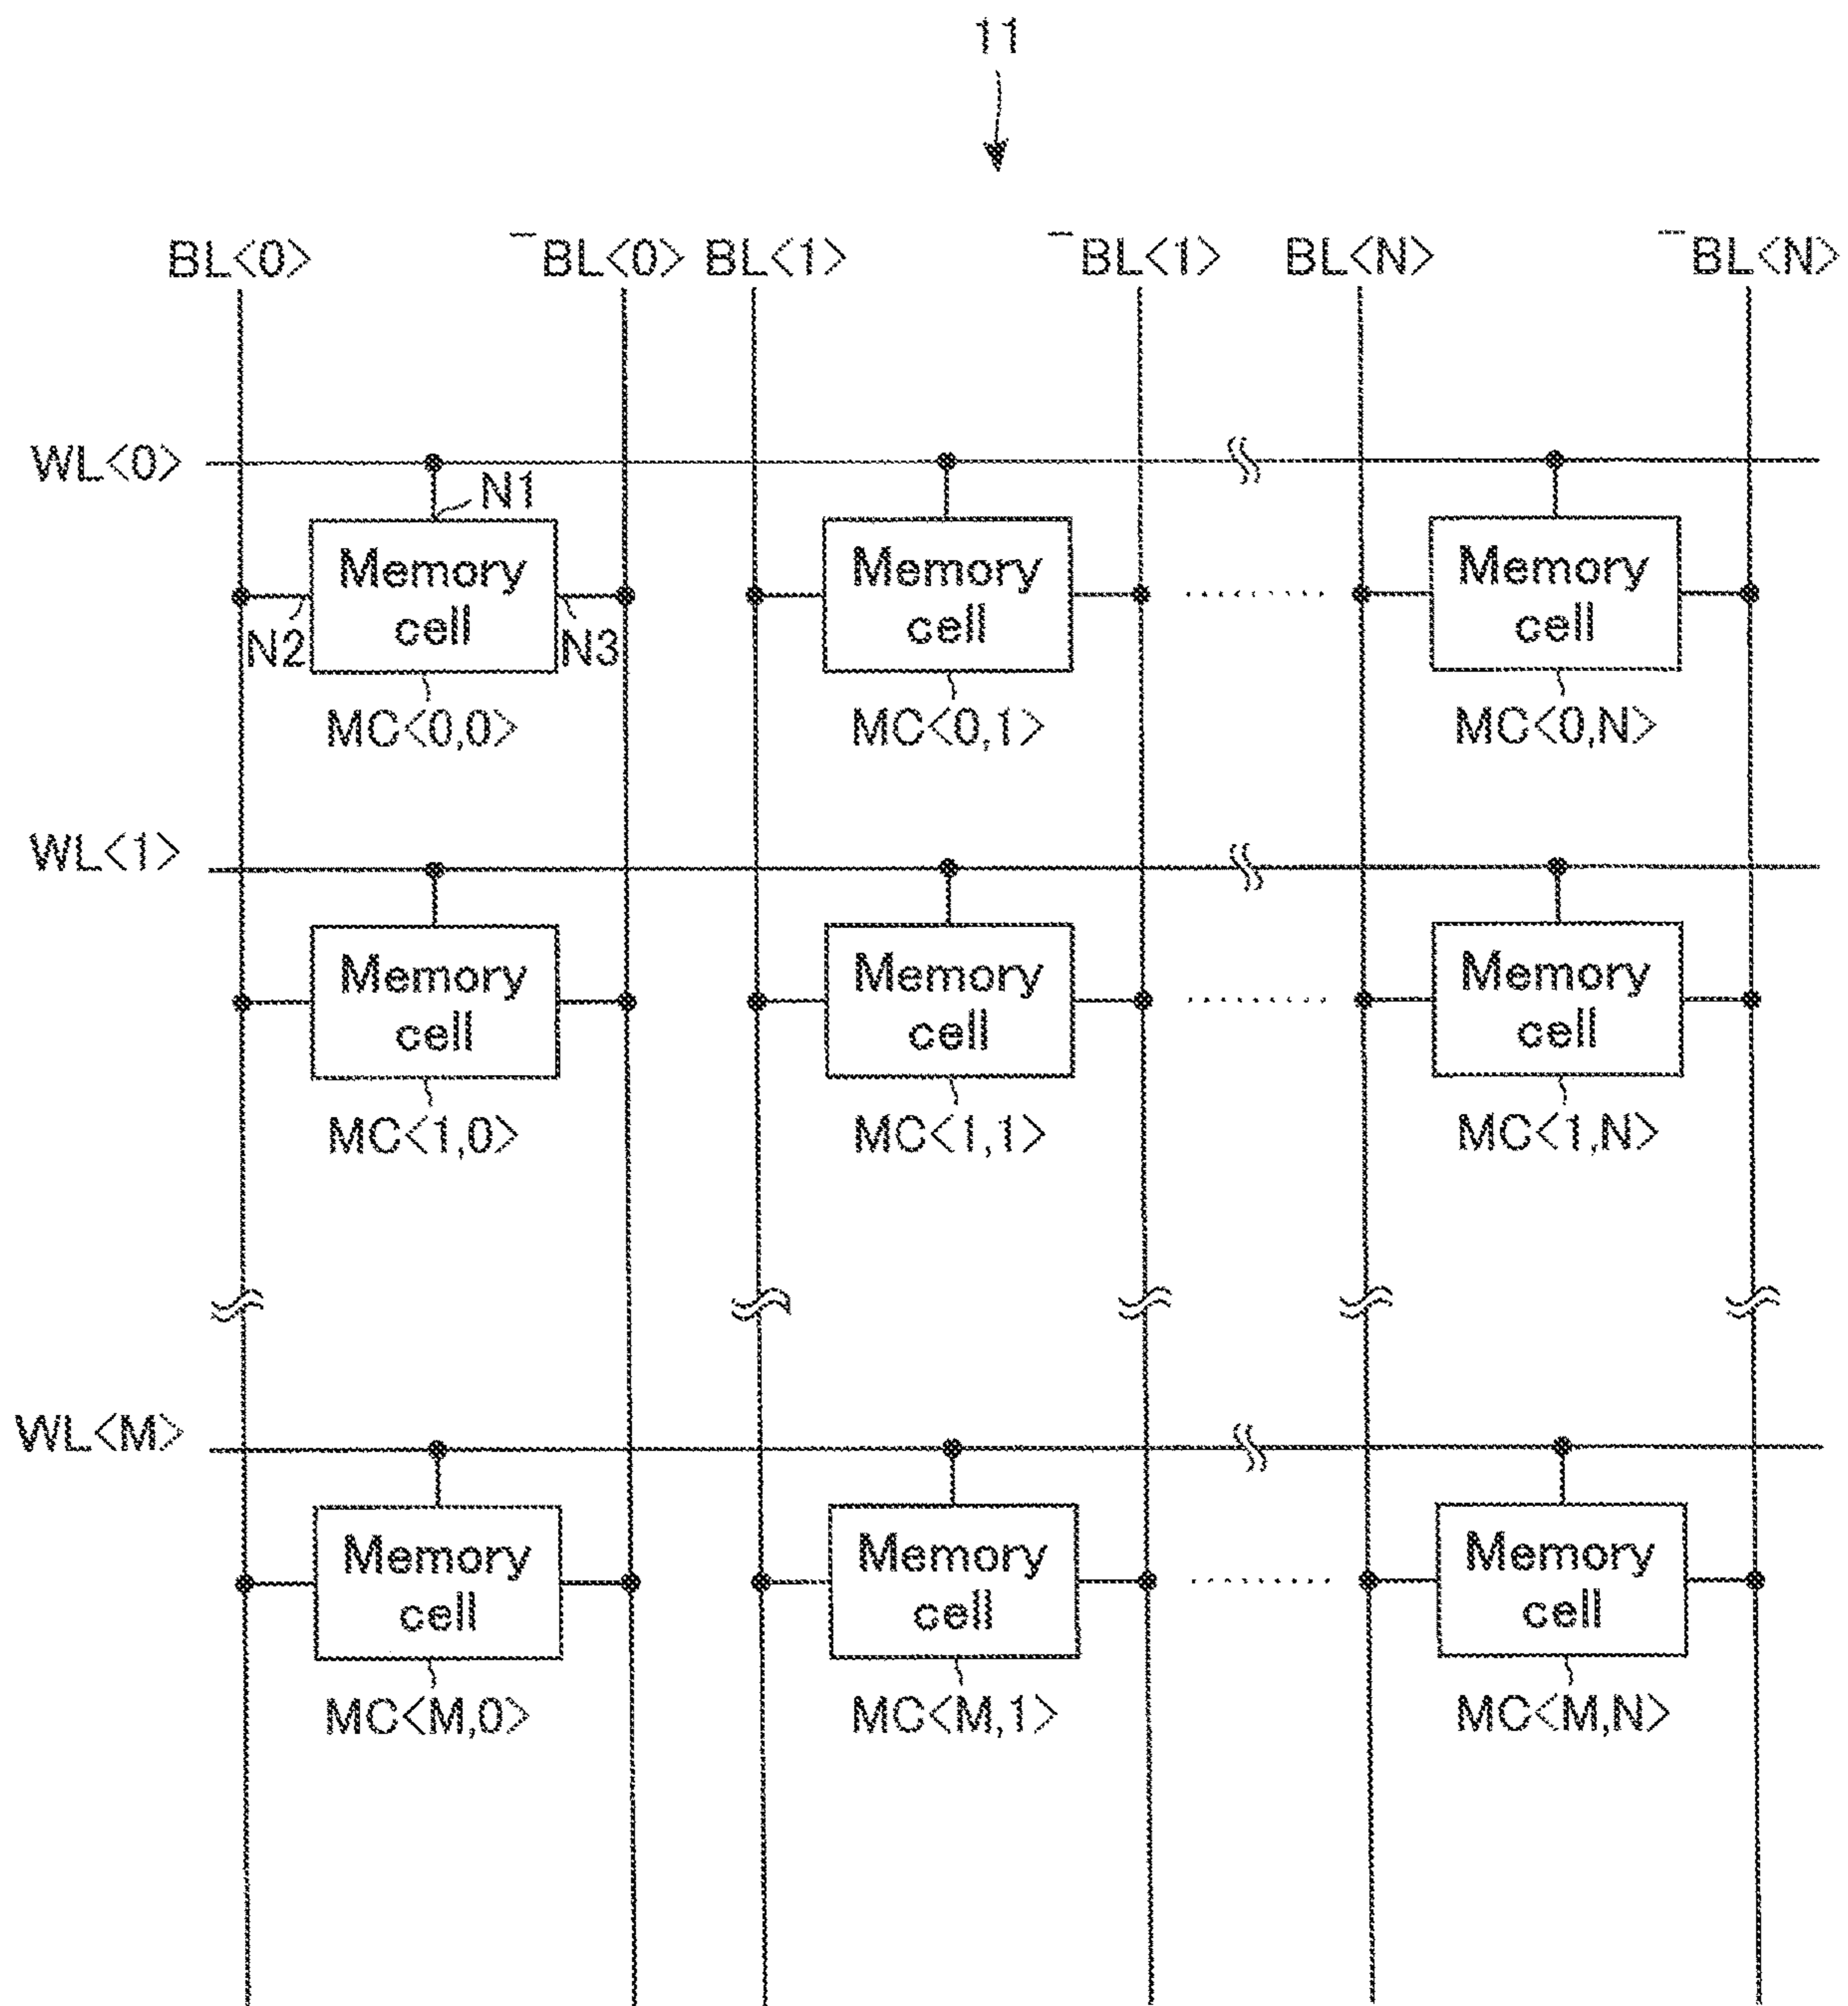 11
BL<0> ¯BL<0> BL<1> ¯BL<1> BL<N> ¯BL<N>
WL<0>
N1
Memory cell
Memory cell
Memory cell
N2
N3
MC<0,0>
MC<0,1>
MC<0,N>
WL<1>
Memory cell
Memory cell
Memory cell
MC<1,0>
MC<1,1>
MC<1,N>
WL<M>
Memory cell
Memory cell
Memory cell
MC<M,0>
MC<M,1>
MC<M,N>